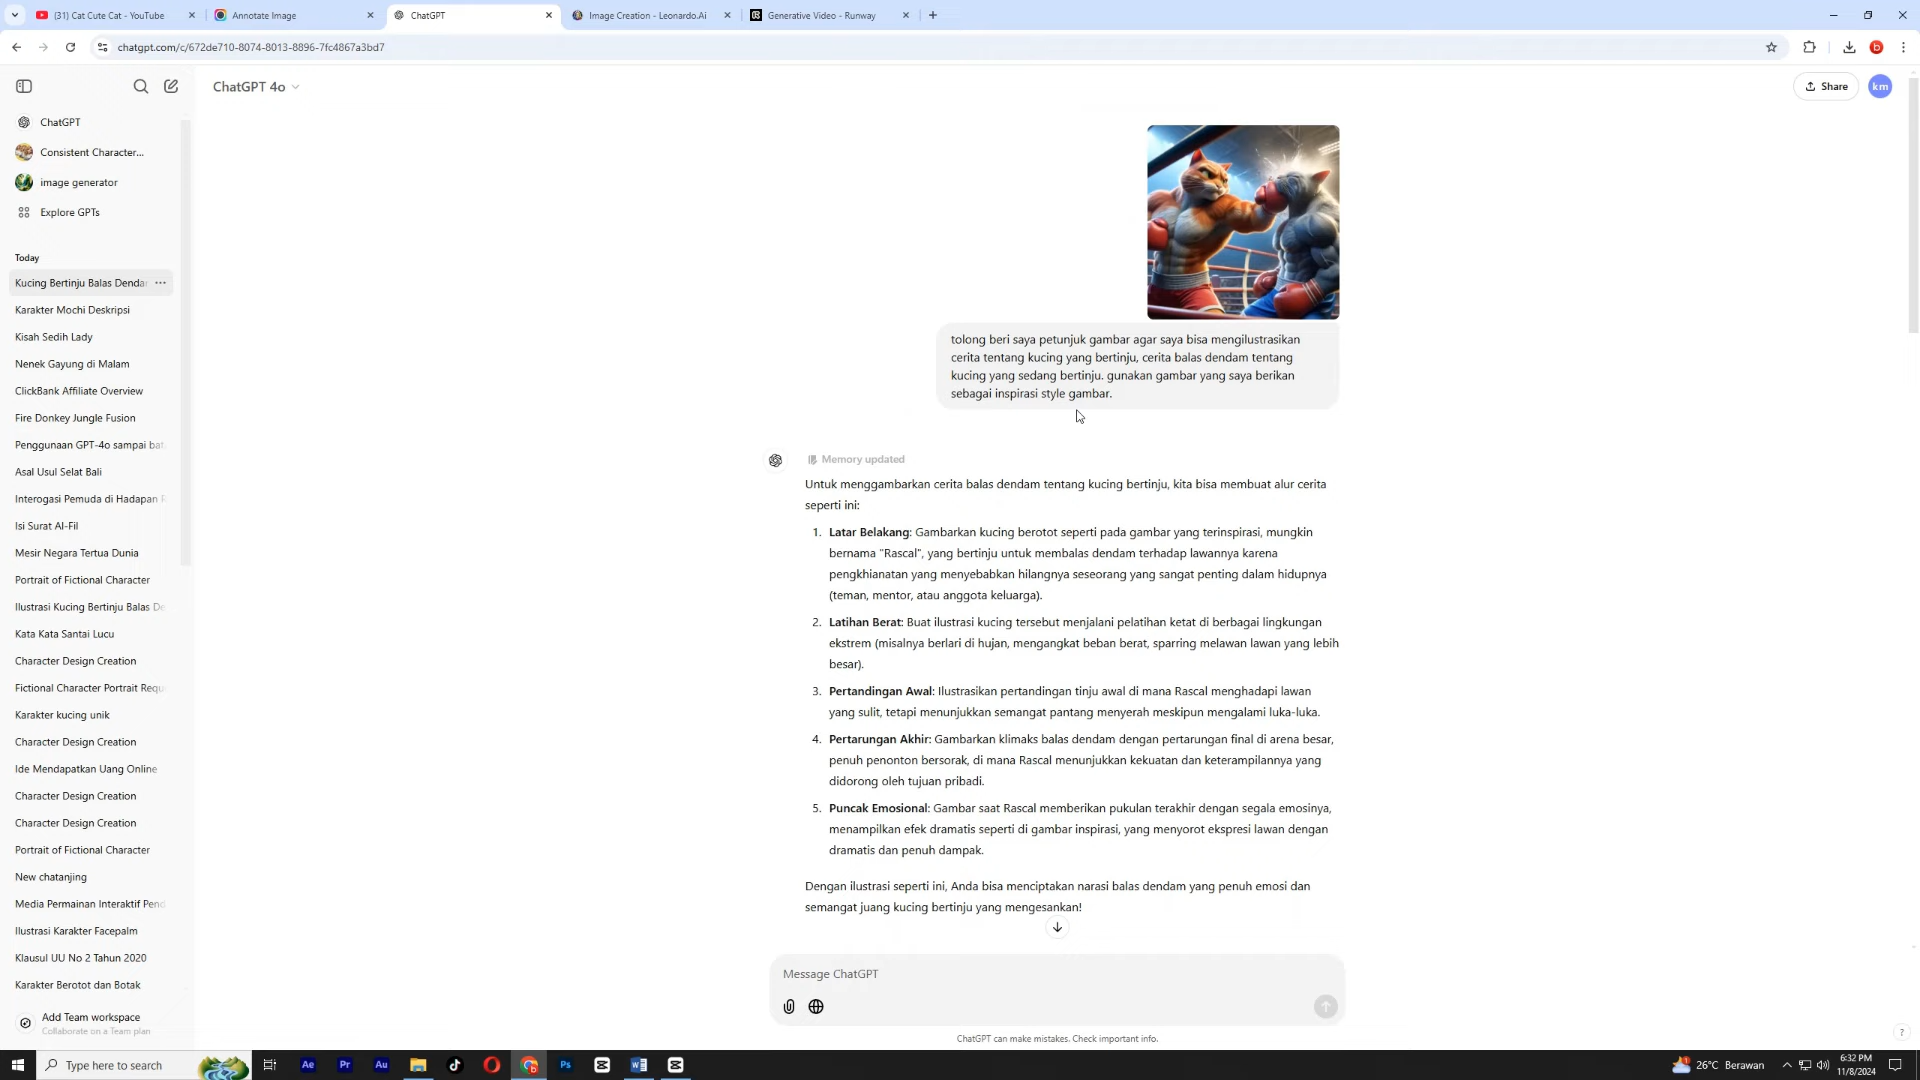 (31) Cat Cute Cat - YouTube
Annotate Image
ChatGPT
Image Creation - Leonardo.Ai
Generative Video - Runway
chatgpt.com/c/672de710-8074-8013-8896-7fc4867a3bd7
b
ChatGPT 4o
Share
km
ChatGPT
Consistent Character...
image generator
Explore GPTs
Today
Kucing Bertinju Balas Dendar
Karakter Mochi Deskripsi
Kisah Sedih Lady
Nenek Gayung di Malam
ClickBank Affiliate Overview
Fire Donkey Jungle Fusion
Penggunaan GPT-4o sampai bat
Asal Usul Selat Bali
Interogasi Pemuda di Hadapan R
Isi Surat Al-Fil
Mesir Negara Tertua Dunia
Portrait of Fictional Character
Ilustrasi Kucing Bertinju Balas De
Kata Kata Santai Lucu
Character Design Creation
Fictional Character Portrait Requ
Karakter kucing unik
Character Design Creation
Ide Mendapatkan Uang Online
Character Design Creation
Character Design Creation
Portrait of Fictional Character
New chatanjing
Media Permainan Interaktif Pend
Ilustrasi Karakter Facepalm
Klausul UU No 2 Tahun 2020
Karakter Berotot dan Botak
Add Team workspace
Collaborate on a Team plan
tolong beri saya petunjuk gambar agar saya bisa mengilustrasikan
cerita tentang kucing yang bertinju, cerita balas dendam tentang
kucing yang sedang bertinju. gunakan gambar yang saya berikan
sebagai inspirasi style gambar.
Memory updated
Untuk menggambarkan cerita balas dendam tentang kucing bertinju, kita bisa membuat alur cerita
seperti ini:
1. Latar Belakang: Gambarkan kucing berotot seperti pada gambar yang terinspirasi, mungkin
bernama "Rascal", yang bertinju untuk membalas dendam terhadap lawannya karena
pengkhianatan yang menyebabkan hilangnya seseorang yang sangat penting dalam hidupnya
(teman, mentor, atau anggota keluarga).
2. Latihan Berat: Buat ilustrasi kucing tersebut menjalani pelatihan ketat di berbagai lingkungan
ekstrem (misalnya berlari di hujan, mengangkat beban berat, sparring melawan lawan yang lebih
besar).
3. Pertandingan Awal: Ilustrasikan pertandingan tinju awal di mana Rascal menghadapi lawan
yang sulit, tetapi menunjukkan semangat pantang menyerah meskipun mengalami luka-luka.
4. Pertarungan Akhir: Gambarkan klimaks balas dendam dengan pertarungan final di arena besar,
penuh penonton bersorak, di mana Rascal menunjukkan kekuatan dan keterampilannya yang
didorong oleh tujuan pribadi.
5. Puncak Emosional: Gambar saat Rascal memberikan pukulan terakhir dengan segala emosinya,
menampilkan efek dramatis seperti di gambar inspirasi, yang menyorot ekspresi lawan dengan
dramatis dan penuh dampak.
Dengan ilustrasi seperti ini, Anda bisa menciptakan narasi balas dendam yang penuh emosi dan
semangat juang kucing bertinju yang mengesankan!
Message ChatGPT
ChatGPT can make mistakes. Check important info.
?
Type here to search
Ae
Pr
Au
Ps
26°C Berawan
6:32 PM
11/8/2024